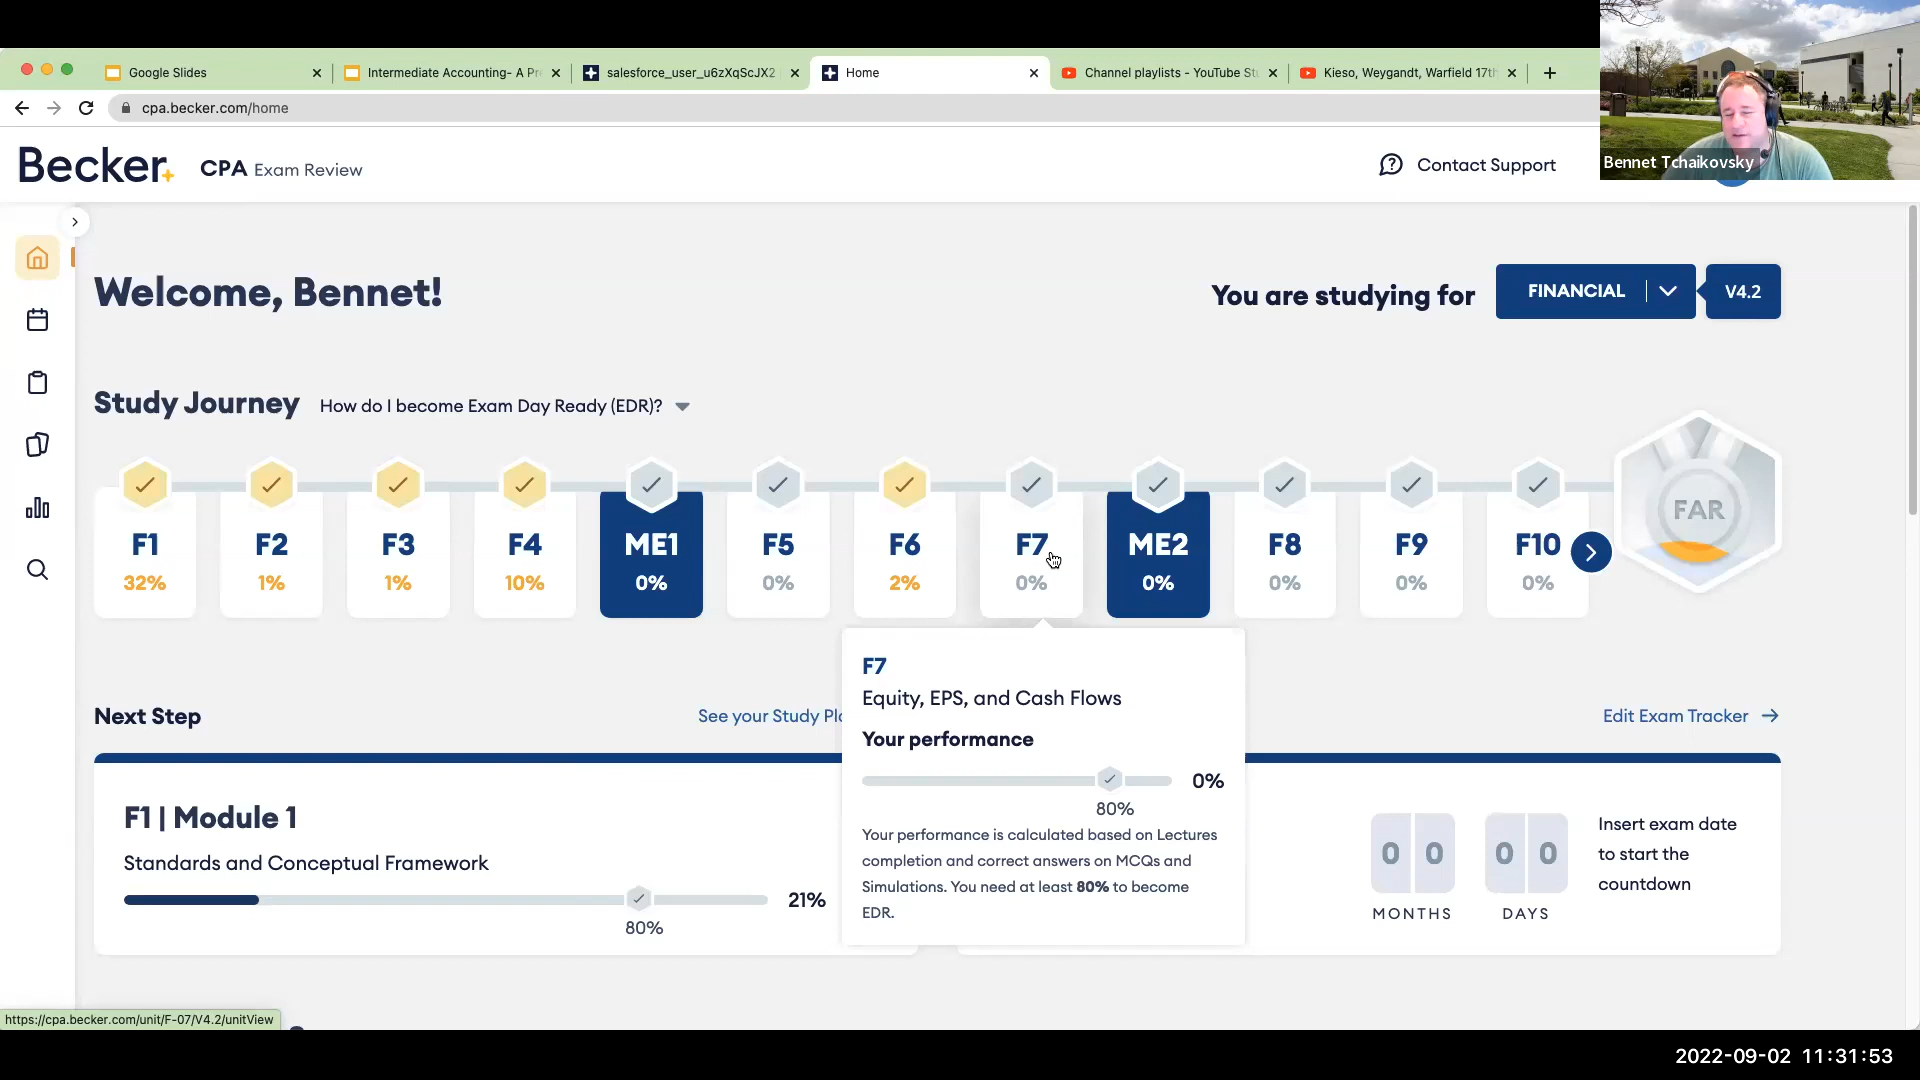 Google Slides
Intermediate Accounting- A Pr
salesforce_user_u6zXqScJX2
Home
Channel playlists - YouTube Stu
Kieso, Weygandt, Warfield 17th
cpa.becker.com/home
Becker
CPA Exam Review
Contact Support
Bennet Tchaikovsky
Welcome, Bennet!
You are studying for
FINANCIAL
V4.2
Study Journey
How do I become Exam Day Ready (EDR)?
F1
32%
F2
1%
F3
1%
F4
10%
ME1
0%
F5
0%
F6
2%
F7
0%
ME2
0%
F8
0%
F9
0%
F10
0%
FAR
Next Step
See your Study Pla
Edit Exam Tracker
F7
Equity, EPS, and Cash Flows
Your performance
0%
80%
Your performance is calculated based on Lectures
completion and correct answers on MCQs and
Simulations. You need at least 80% to become
EDR.
F1 | Module 1
Standards and Conceptual Framework
21%
80%
0 0
MONTHS
0 0
DAYS
Insert exam date
to start the
countdown
https://cpa.becker.com/unit/F-07/V4.2/unitView
2022-09-02 11:31:53